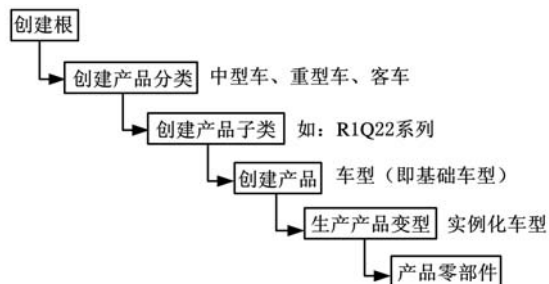 创建根
创建产品分类 中型车、重型车、客车
创建产品子类 如：R1Q22系列
创建产品 车型（即基础车型）
生产产品变型 实例化车型
产品零部件